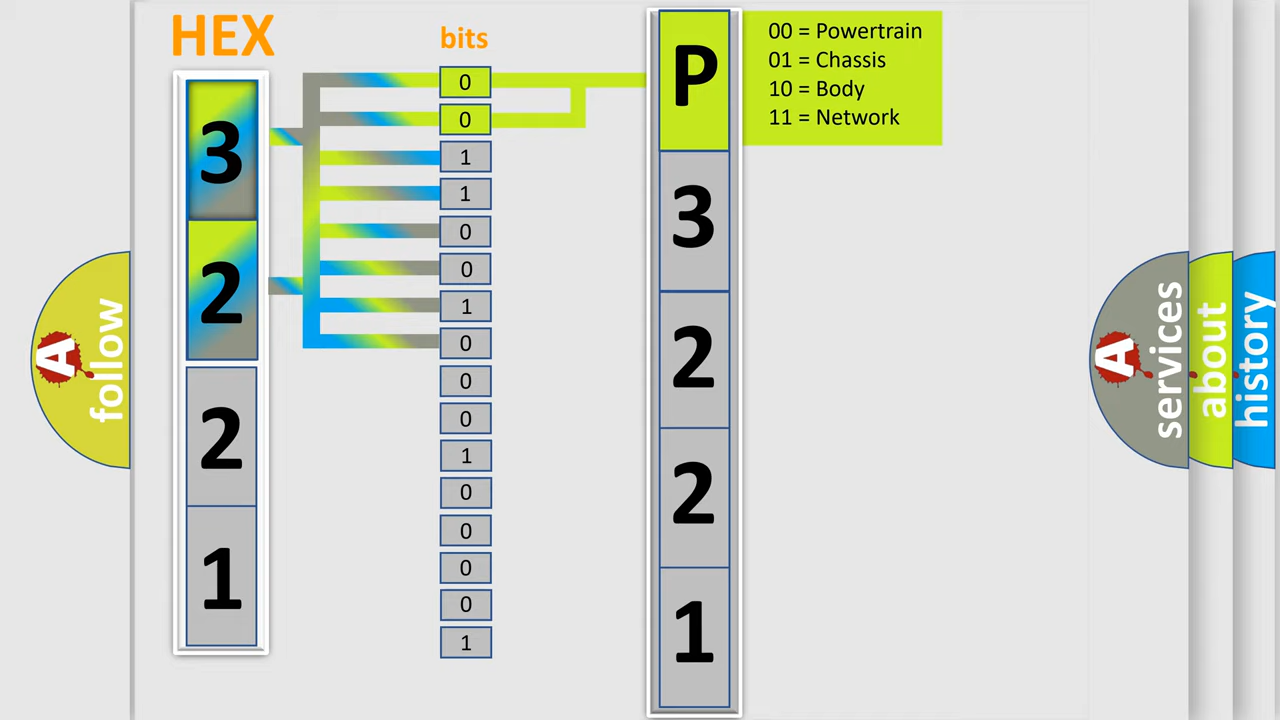 HEX
bits
3
2
2
1
0
0
1
1
0
0
1
0
0
0
1
0
0
0
0
1
P
3
2
2
1
00 = Powertrain
01 = Chassis
10 = Body
11 = Network
A
follow
A
services
about
history